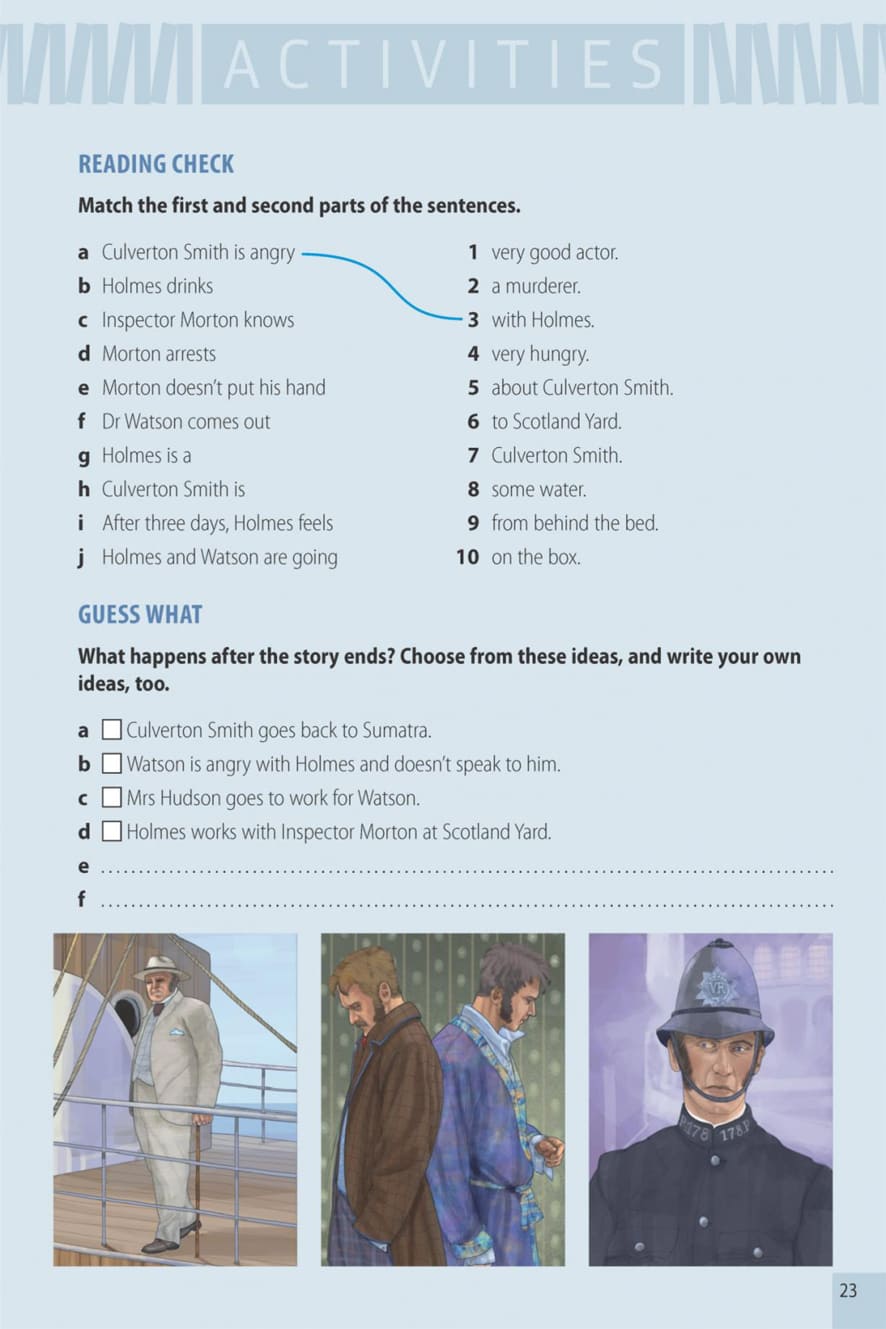 ACTIVITIES
READING CHECK
Match the first and second parts of the sentences.
a Culverton Smith is angry 1 very good actor.
b Holmes drinks 2 a murderer.
c Inspector Morton knows 3 with Holmes.
d Morton arrests 4 very hungry.
e Morton doesn't put his hand 5 about Culverton Smith.
f Dr Watson comes out 6 to Scotland Yard.
g Holmes is a 7 Culverton Smith.
h Culverton Smith is 8 some water.
i After three days, Holmes feels 9 from behind the bed.
j Holmes and Watson are going 10 on the box.
GUESS WHAT
What happens after the story ends? Choose from these ideas, and write your own
ideas, too.
a Culverton Smith goes back to Sumatra.
b Watson is angry with Holmes and doesn't speak to him.
c Mrs Hudson goes to work for Watson.
d Holmes works with Inspector Morton at Scotland Yard.
e
f
VR
P178 178P
23